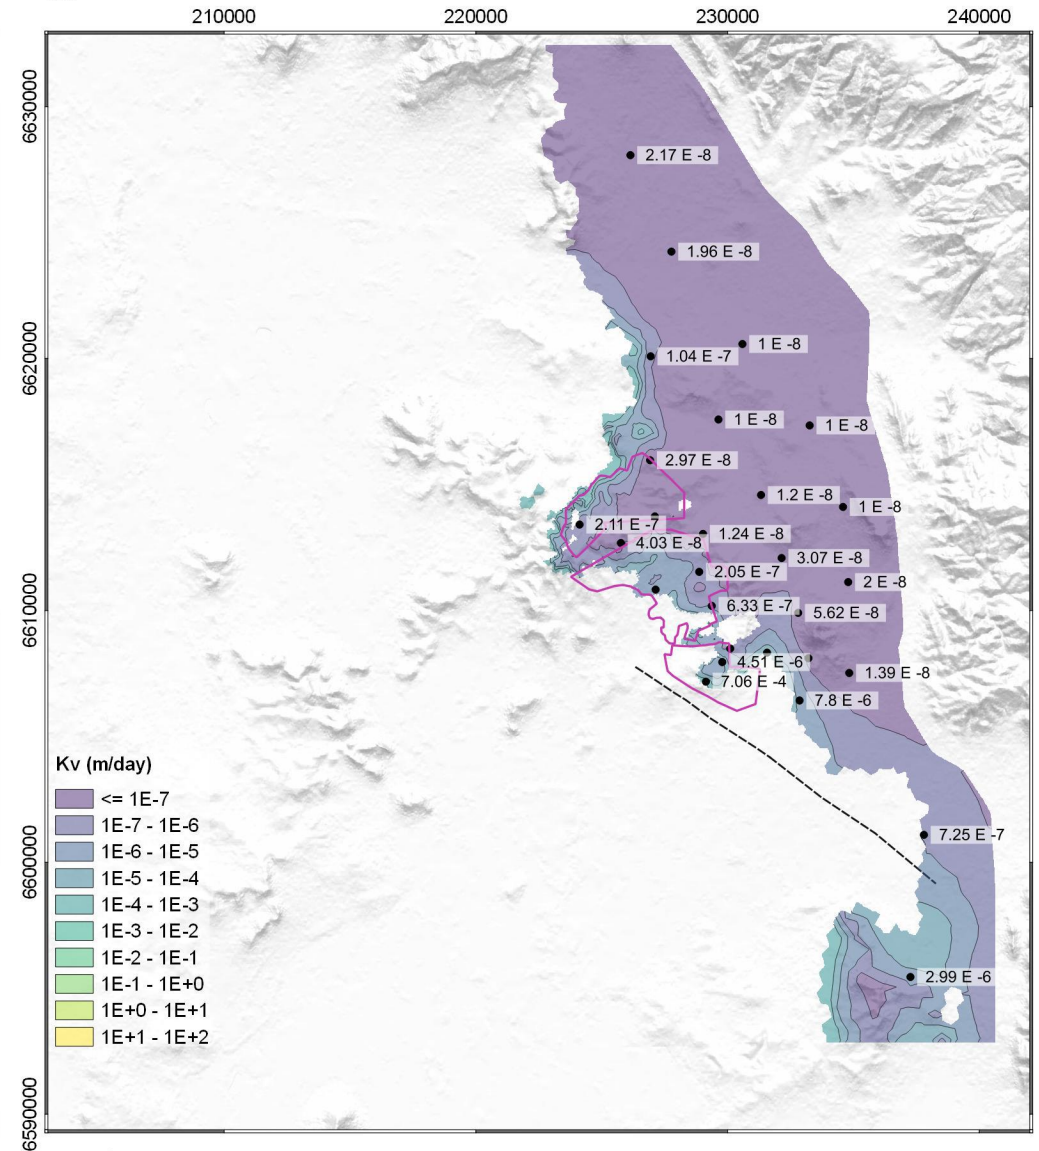 210000
220000
230000
240000
6630000
6620000
6610000
6600000
6590000
2.17 E -8
1.96 E -8
1 E -8
1.04 E -7
1 E -8
1 E -8
2.97 E -8
1.2 E -8
1 E -8
2.11 E -7
1.24 E -8
4.03 E -8
3.07 E -8
2.05 E -7
2 E -8
6.33 E -7
5.62 E -8
4.51 E -6
1.39 E -8
7.06 E -4
7.8 E -6
7.25 E -7
2.99 E -6
Kv (m/day)
<= 1E-7
1E-7 - 1E-6
1E-6 - 1E-5
1E-5 - 1E-4
1E-4 - 1E-3
1E-3 - 1E-2
1E-2 - 1E-1
1E-1 - 1E+0
1E+0 - 1E+1
1E+1 - 1E+2